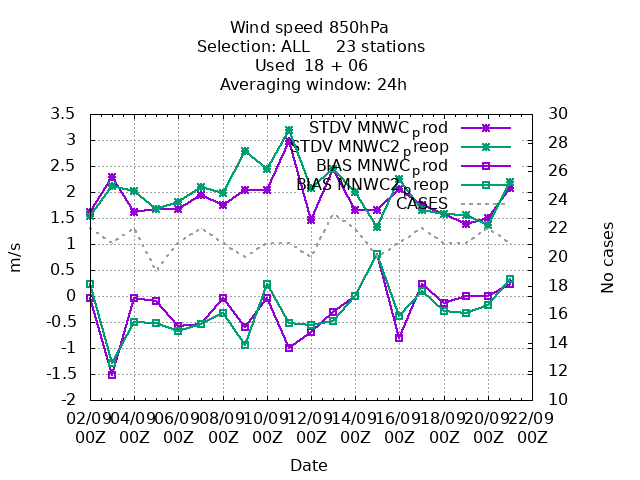 Wind speed 850hPa
Selection: ALL 23 stations
Used 18 + 06
Averaging window: 24h
3.5
3
2.5
2
1.5
1
0.5
0
-0.5
-1
-1.5
-2
m/s
30
28
26
24
22
20
18
16
14
12
10
No cases
STDV MNWCprod
STDV MNWC2preop
BIAS MNWCprod
BIAS MNWC2preop
CASES
02/09 04/09 06/09 08/09 10/09 12/09 14/09 16/09 18/09 20/09 22/09
00Z 00Z 00Z 00Z 00Z 00Z 00Z 00Z 00Z 00Z 00Z
Date